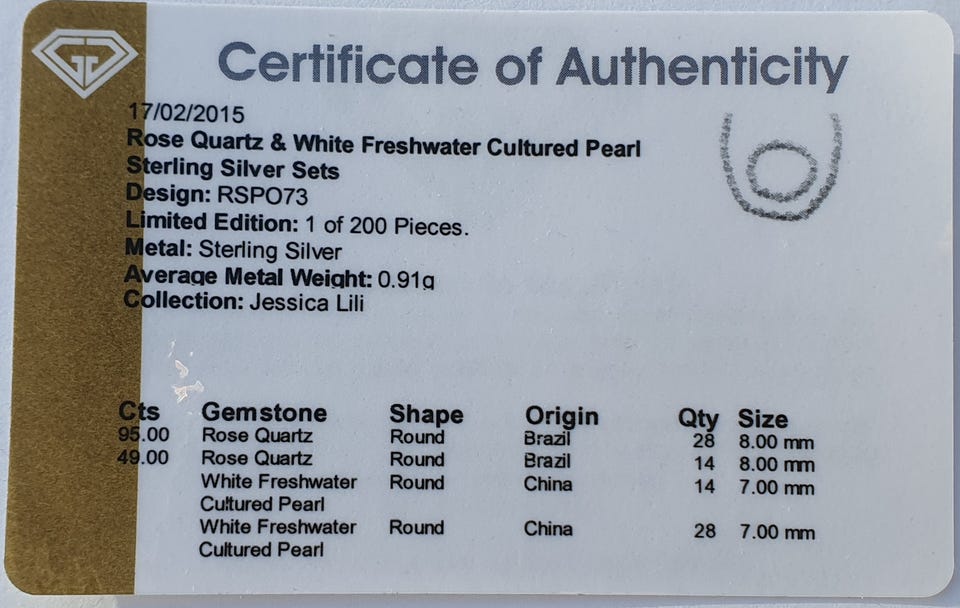 GG
Certificate of Authenticity
17/02/2015
Rose Quartz & White Freshwater Cultured Pearl
Sterling Silver Sets
Design: RSPO73
Limited Edition: 1 of 200 Pieces.
Metal: Sterling Silver
Average Metal Weight: 0.91g
Collection: Jessica Lili
Cts Gemstone Shape Origin Qty Size
95.00 Rose Quartz Round Brazil 28 8.00 mm
49.00 Rose Quartz Round Brazil 14 8.00 mm
White Freshwater Round China 14 7.00 mm
Cultured Pearl
White Freshwater Round China 28 7.00 mm
Cultured Pearl